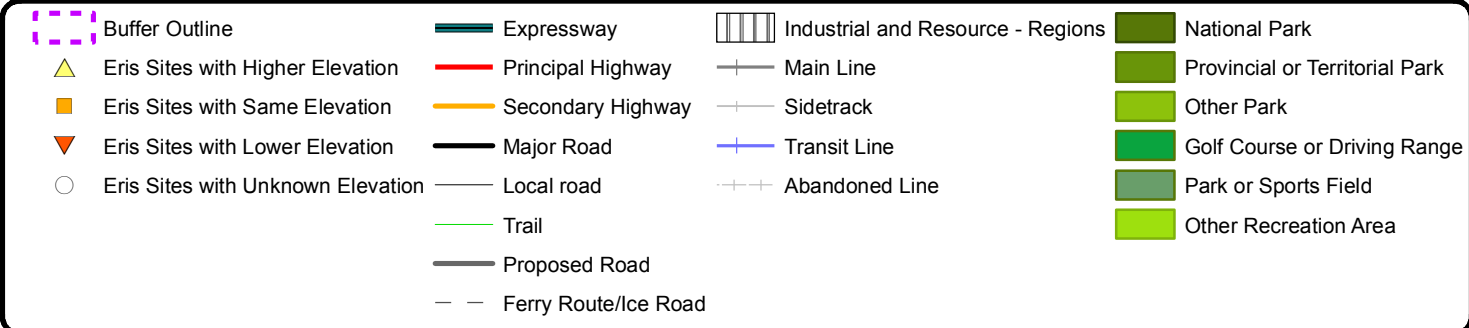 Buffer Outline
Eris Sites with Higher Elevation
Eris Sites with Same Elevation
Eris Sites with Lower Elevation
Eris Sites with Unknown Elevation
Expressway
Principal Highway
Secondary Highway
Major Road
Local road
Trail
Proposed Road
Ferry Route/Ice Road
Industrial and Resource - Regions
Main Line
Sidetrack
Transit Line
Abandoned Line
National Park
Provincial or Territorial Park
Other Park
Golf Course or Driving Range
Park or Sports Field
Other Recreation Area